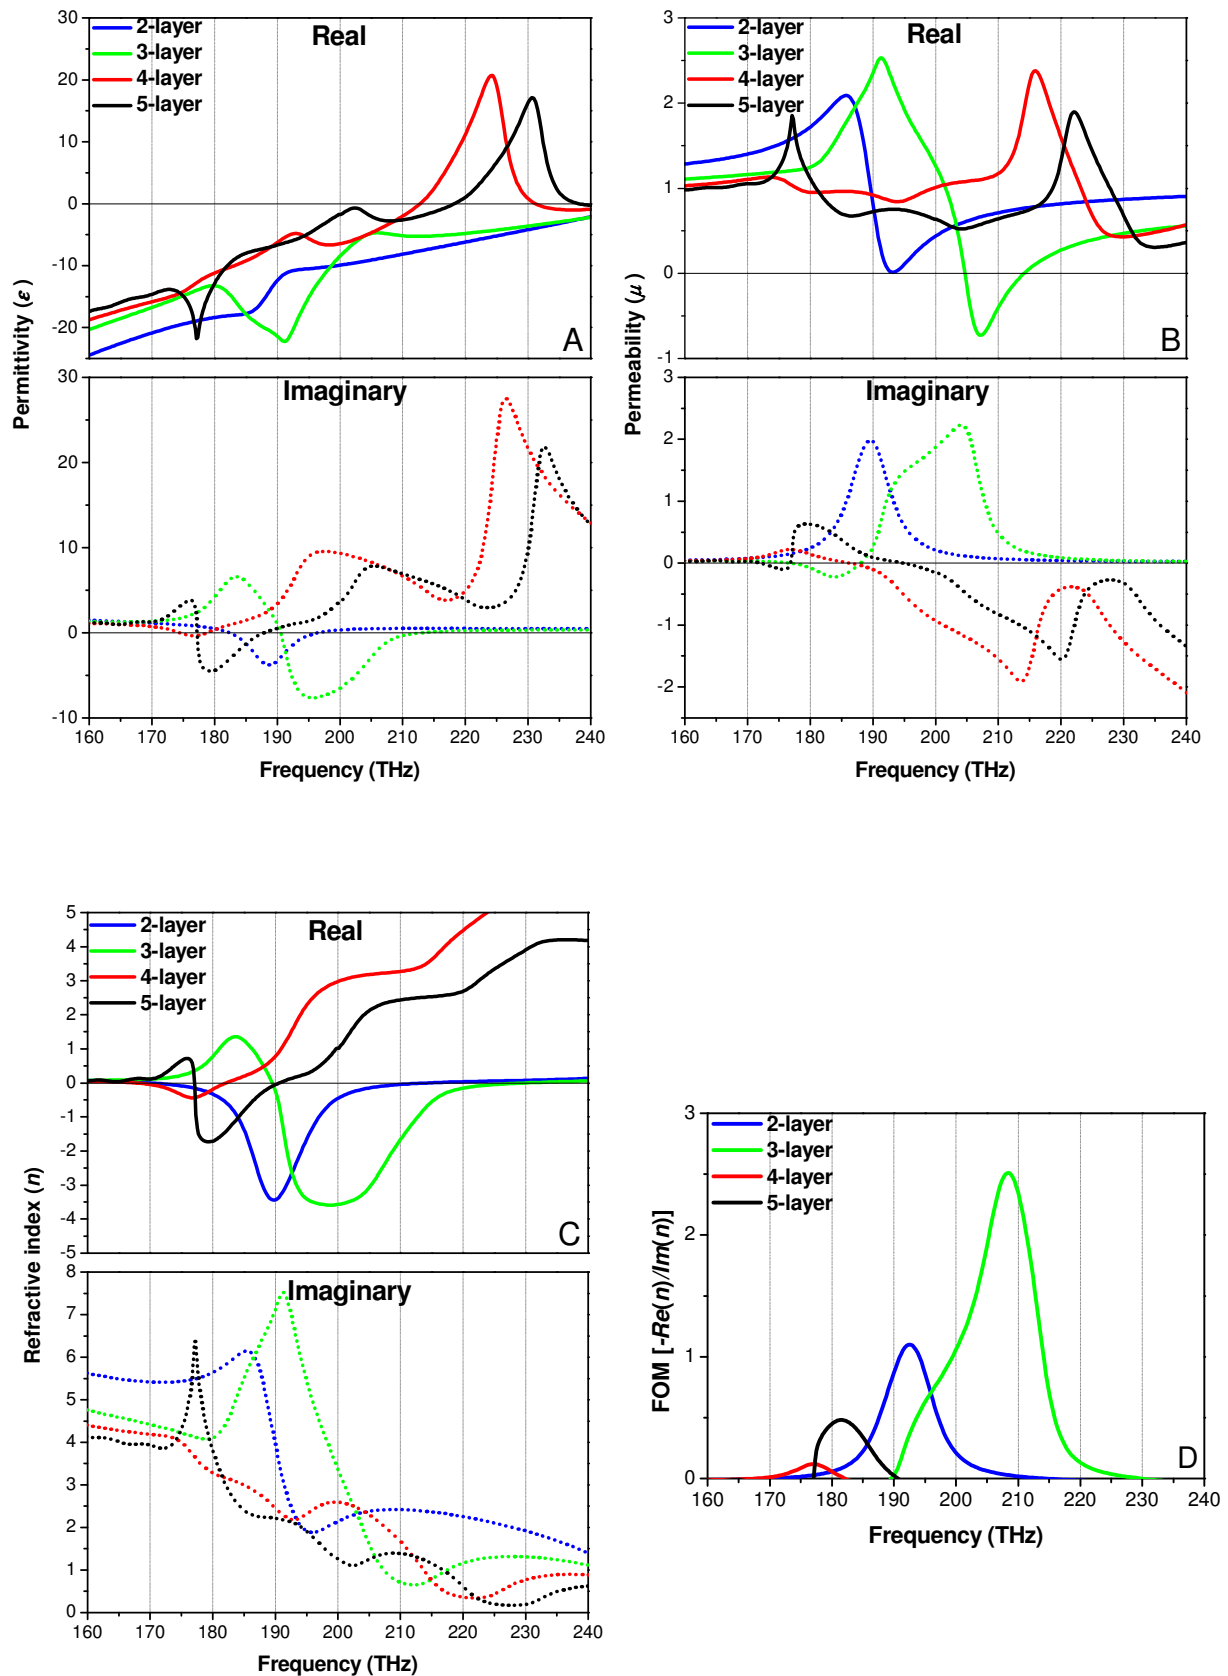 30
20
10
0
-10
-20
Permittivity (ε)
2-layer
3-layer
4-layer
5-layer
Real
A
30
20
10
0
-10
Imaginary
160 170 180 190 200 210 220 230 240
Frequency (THz)
3
2
1
0
-1
Permeability (μ)
2-layer
3-layer
4-layer
5-layer
Real
B
3
2
1
0
-1
-2
Imaginary
160 170 180 190 200 210 220 230 240
Frequency (THz)
5
4
3
2
1
0
-1
-2
-3
-4
-5
Refractive index (n)
2-layer
3-layer
4-layer
5-layer
Real
C
8
7
6
5
4
3
2
1
0
Imaginary
160 170 180 190 200 210 220 230 240
Frequency (THz)
3
2
1
0
FOM [-Re(n)/Im(n)]
2-layer
3-layer
4-layer
5-layer
D
160 170 180 190 200 210 220 230 240
Frequency (THz)